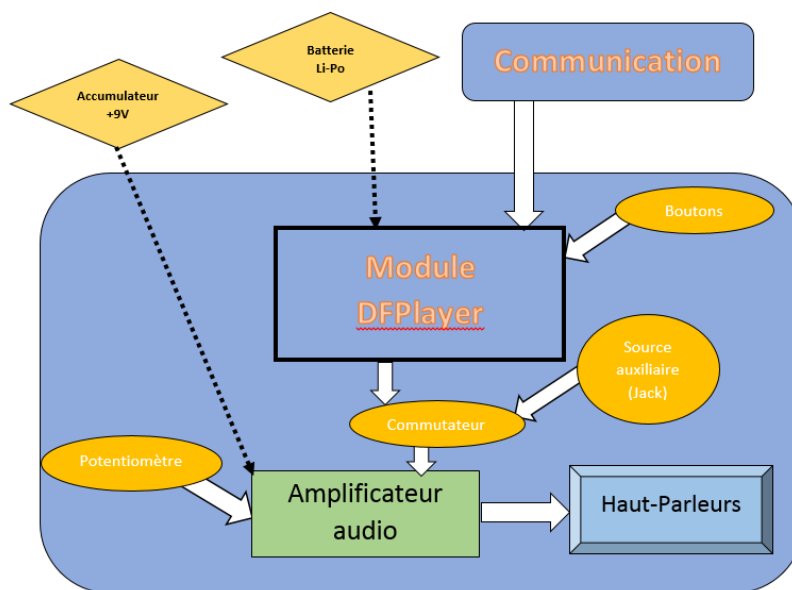 Batterie
Li-Po
Communication
Accumulateur
+9V
Boutons
Module
DFPlayer
Source
auxiliaire
(Jack)
Commutateur
Potentiomètre
Amplificateur
audio
Haut-Parleurs